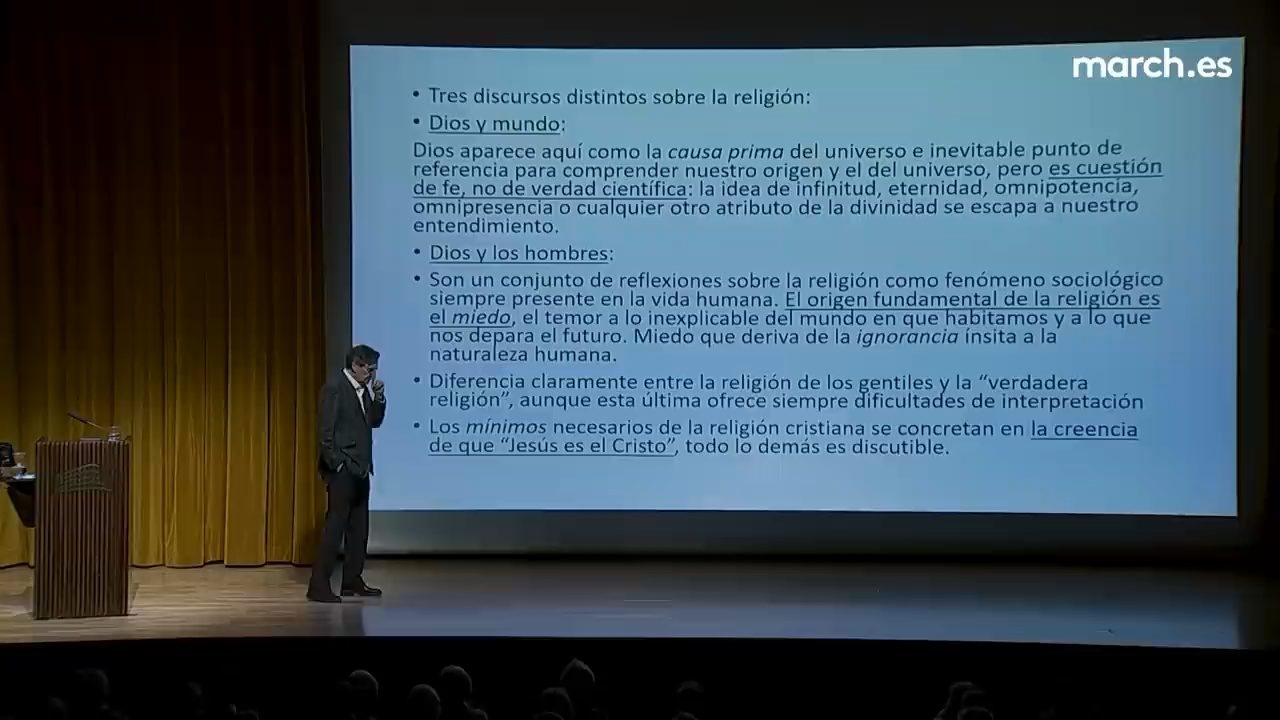 march.es
• Tres discursos distintos sobre la religión:
• Dios y mundo:
Dios aparece aquí como la causa prima del universo e inevitable punto de
referencia para comprender nuestro origen y el del universo, pero es cuestión
de fe, no de verdad científica: la idea de infinitud, eternidad, omnipotencia,
omnipresencia o cualquier otro atributo de la divinidad se escapa a nuestro
entendimiento.
• Dios y los hombres:
• Son un conjunto de reflexiones sobre la religión como fenómeno sociológico
siempre presente en la vida humana. El origen fundamental de la religión es
el miedo, el temor a lo inexplicable del mundo en que habitamos y a lo que
nos depara el futuro. Miedo que deriva de la ignorancia ínsita a la
naturaleza humana.
• Diferencia claramente entre la religión de los gentiles y la “verdadera
religión”, aunque esta última ofrece siempre dificultades de interpretación
• Los mínimos necesarios de la religión cristiana se concretan en la creencia
de que “Jesús es el Cristo”, todo lo demás es discutible.